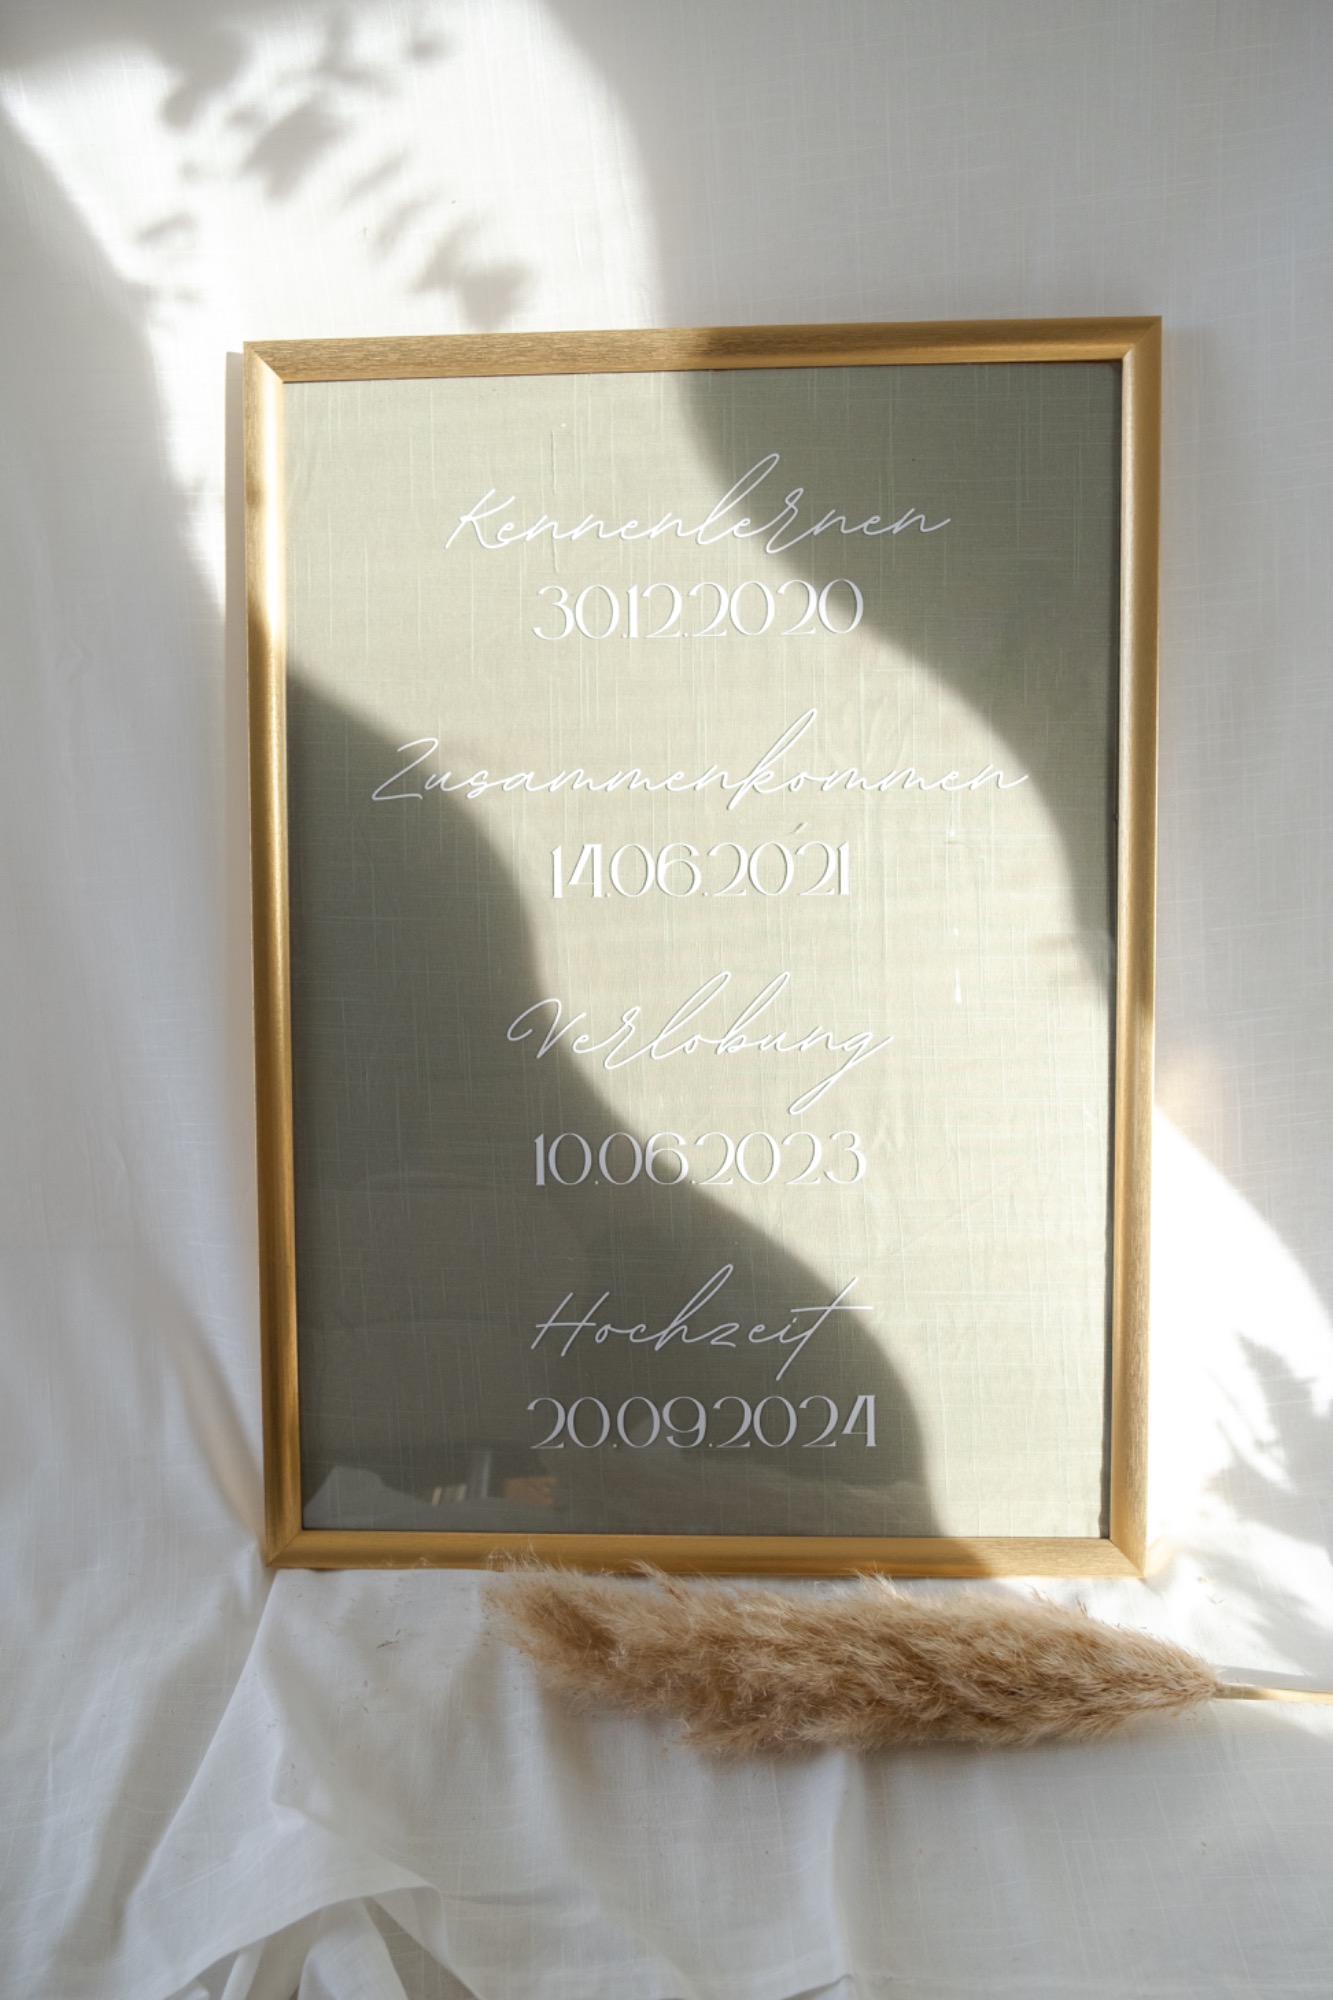 Kennenlernen
30.12.2020
Zusammenkommen
14.06.2021
Verlobung
10.06.2023
Hochzeit
20.09.2024